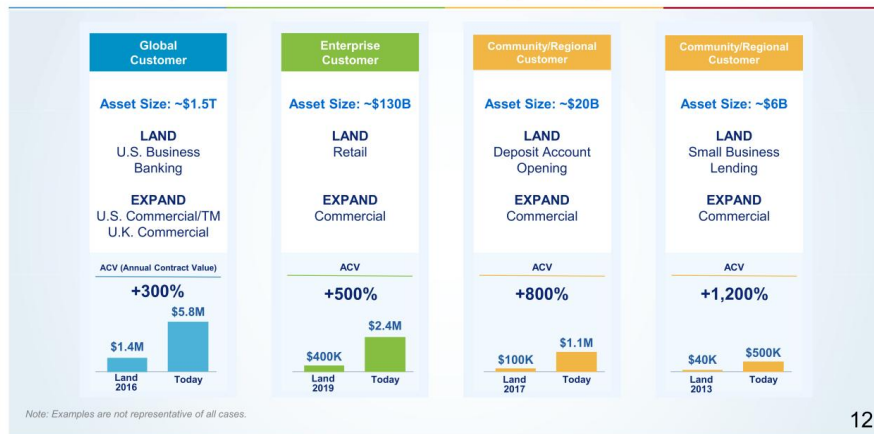 Global
Customer
Asset Size: ~$1.5T
LAND
U.S. Business
Banking
EXPAND
U.S. Commercial/TM
U.K. Commercial
ACV (Annual Contract Value)
+300%
$5.8M
$1.4M
Land
2016
Today
Enterprise
Customer
Asset Size: ~$130B
LAND
Retail
EXPAND
Commercial
ACV
+500%
$2.4M
$400K
Land
2019
Today
Community/Regional
Customer
Asset Size: ~$20B
LAND
Deposit Account
Opening
EXPAND
Commercial
ACV
+800%
$1.1M
$100K
Land
2017
Today
Community/Regional
Customer
Asset Size: ~$6B
LAND
Small Business
Lending
EXPAND
Commercial
ACV
+1,200%
$500K
$40K
Land
2013
Today
Note: Examples are not representative of all cases.
12